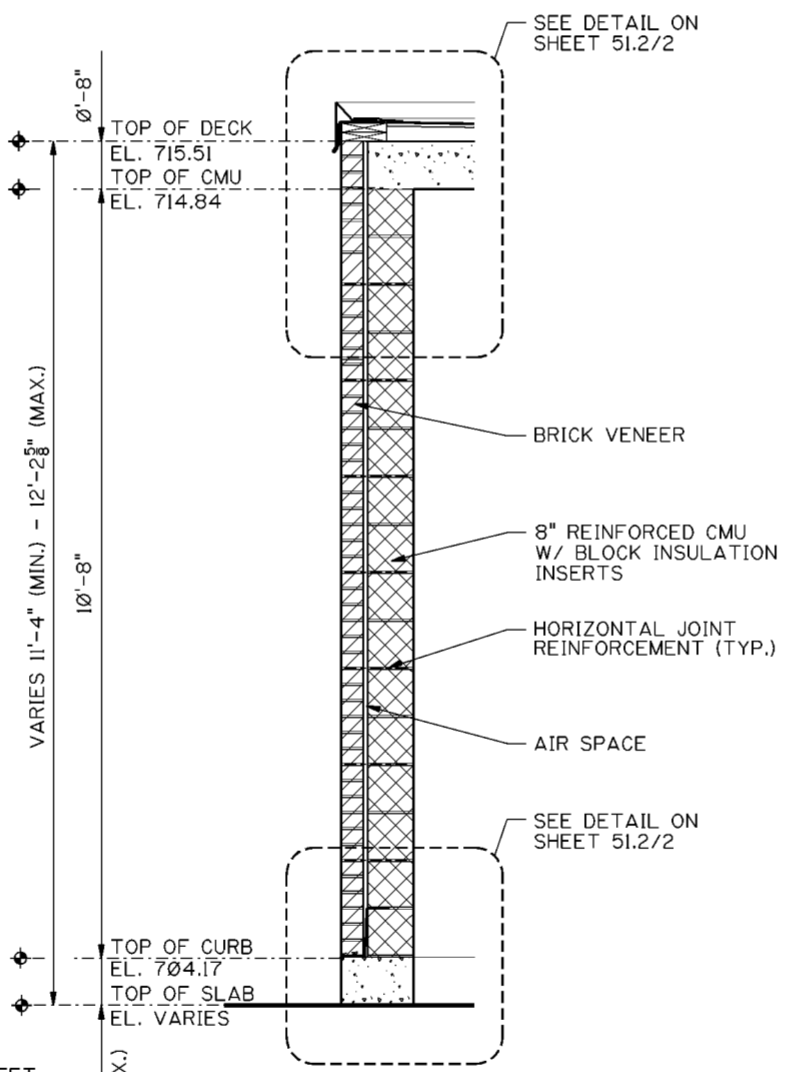 SEE DETAIL ON
SHEET 51.2/2
Ø'-8"
TOP OF DECK
EL. 715.51
TOP OF CMU
EL. 714.84
VARIES 11'-4" (MIN.) - 12'-2⅝" (MAX.)
1Ø'-8"
BRICK VENEER
8" REINFORCED CMU
W/ BLOCK INSULATION
INSERTS
HORIZONTAL JOINT
REINFORCEMENT (TYP.)
AIR SPACE
SEE DETAIL ON
SHEET 51.2/2
TOP OF CURB
EL. 7Ø4.17
TOP OF SLAB
EL. VARIES
X.)